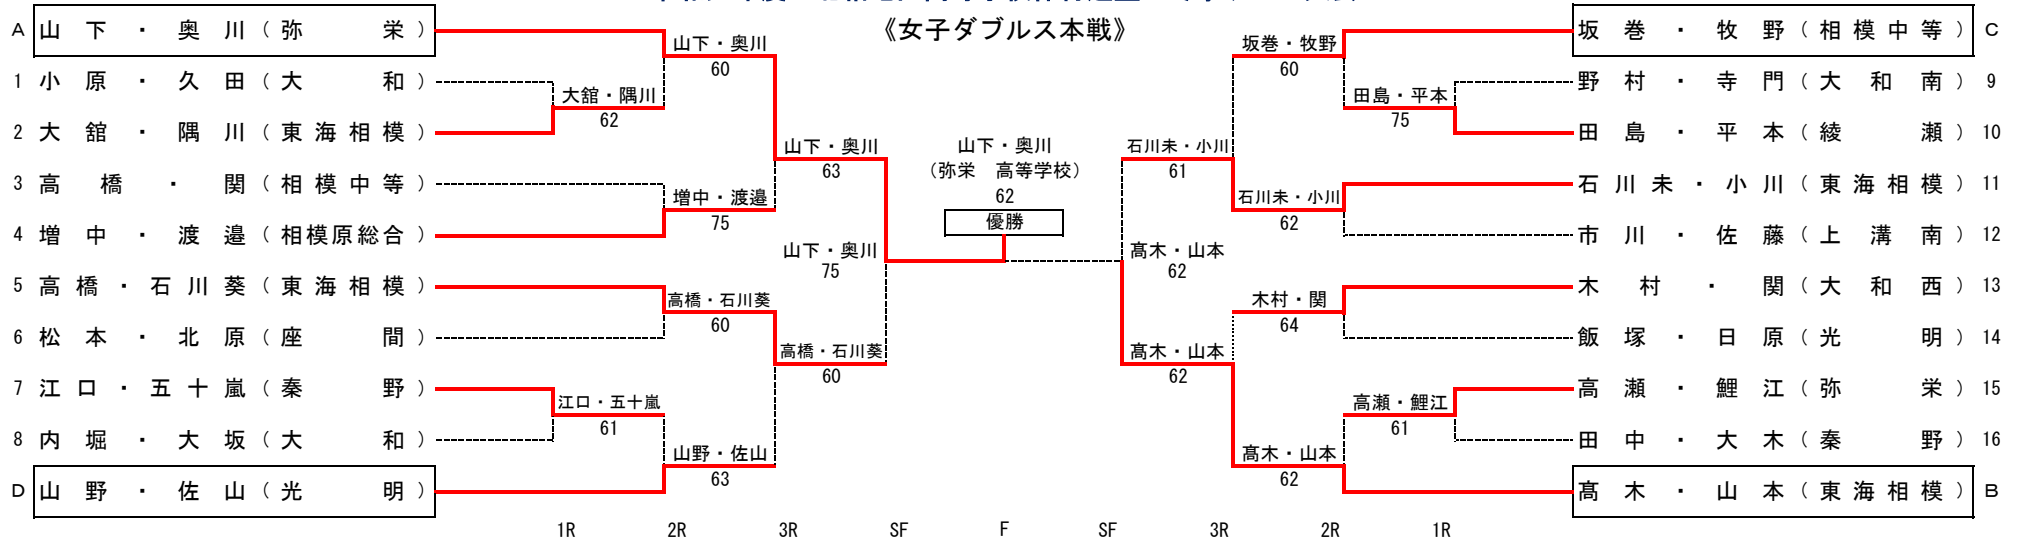 《女子ダブルス本戦》
A 山下・奥川（弥栄）
1 小原・久田（大和）
2 大舘・隅川（東海相模）
3 高橋・関（相模中等）
4 増中・渡邉（相模原総合）
5 高橋・石川葵（東海相模）
6 松本・北原（座間）
7 江口・五十嵐（秦野）
8 内堀・大坂（大和）
D 山野・佐山（光明）
大舘・隅川
62
江口・五十嵐
61
山下・奥川
60
増中・渡邉
75
高橋・石川葵
60
山野・佐山
63
山下・奥川
63
高橋・石川葵
60
山下・奥川
75
山下・奥川
（弥栄　高等学校）
62
優勝
髙木・山本
62
石川未・小川
61
髙木・山本
62
坂巻・牧野
60
石川未・小川
62
木村・関
64
髙木・山本
62
田島・平本
75
高瀬・鯉江
61
坂巻・牧野（相模中等） C
野村・寺門（大和南） 9
田島・平本（綾瀬） 10
石川未・小川（東海相模） 11
市川・佐藤（上溝南） 12
木村・関（大和西） 13
飯塚・日原（光明） 14
高瀬・鯉江（弥栄） 15
田中・大木（秦野） 16
髙木・山本（東海相模） B
1R 2R 3R SF F SF 3R 2R 1R